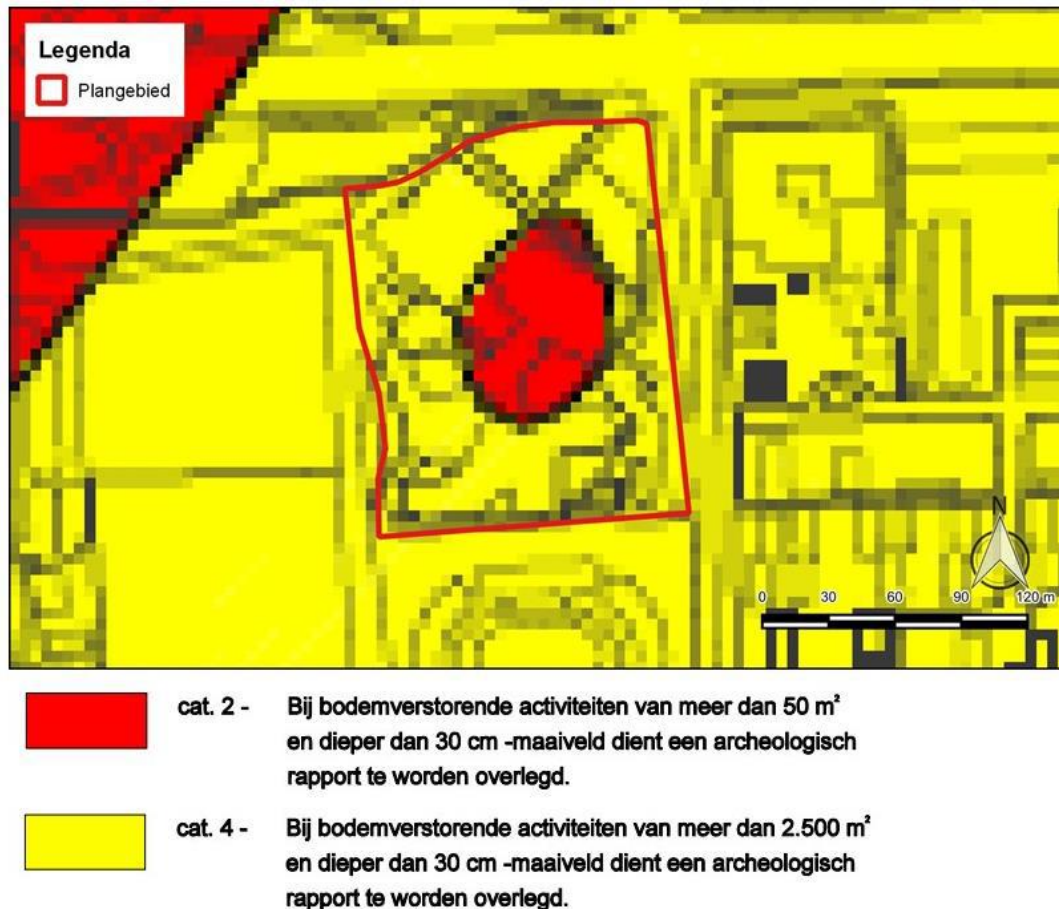 Legenda
Plangebied
N
0 30 60 90 120 m
cat. 2 - Bij bodemverstorende activiteiten van meer dan 50 m²
en dieper dan 30 cm -maaiveld dient een archeologisch
rapport te worden overlegd.
cat. 4 - Bij bodemverstorende activiteiten van meer dan 2.500 m²
en dieper dan 30 cm -maaiveld dient een archeologisch
rapport te worden overlegd.